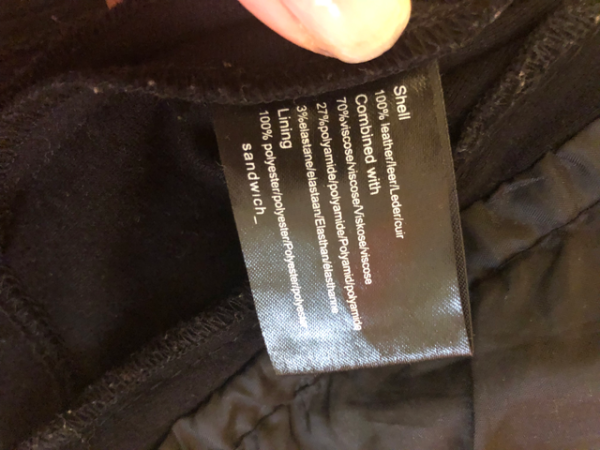 Shell
100% leather/leer/Leder/cuir
Combined with
70%viscose/viscose/Viskose/viscose
27%polyamide/polyamide/Polyamid/polyamide
3%elastane/elastaan/Elasthan/élasthanne
Lining
100% polyester/polyester/Polyester/polyester
sandwich_